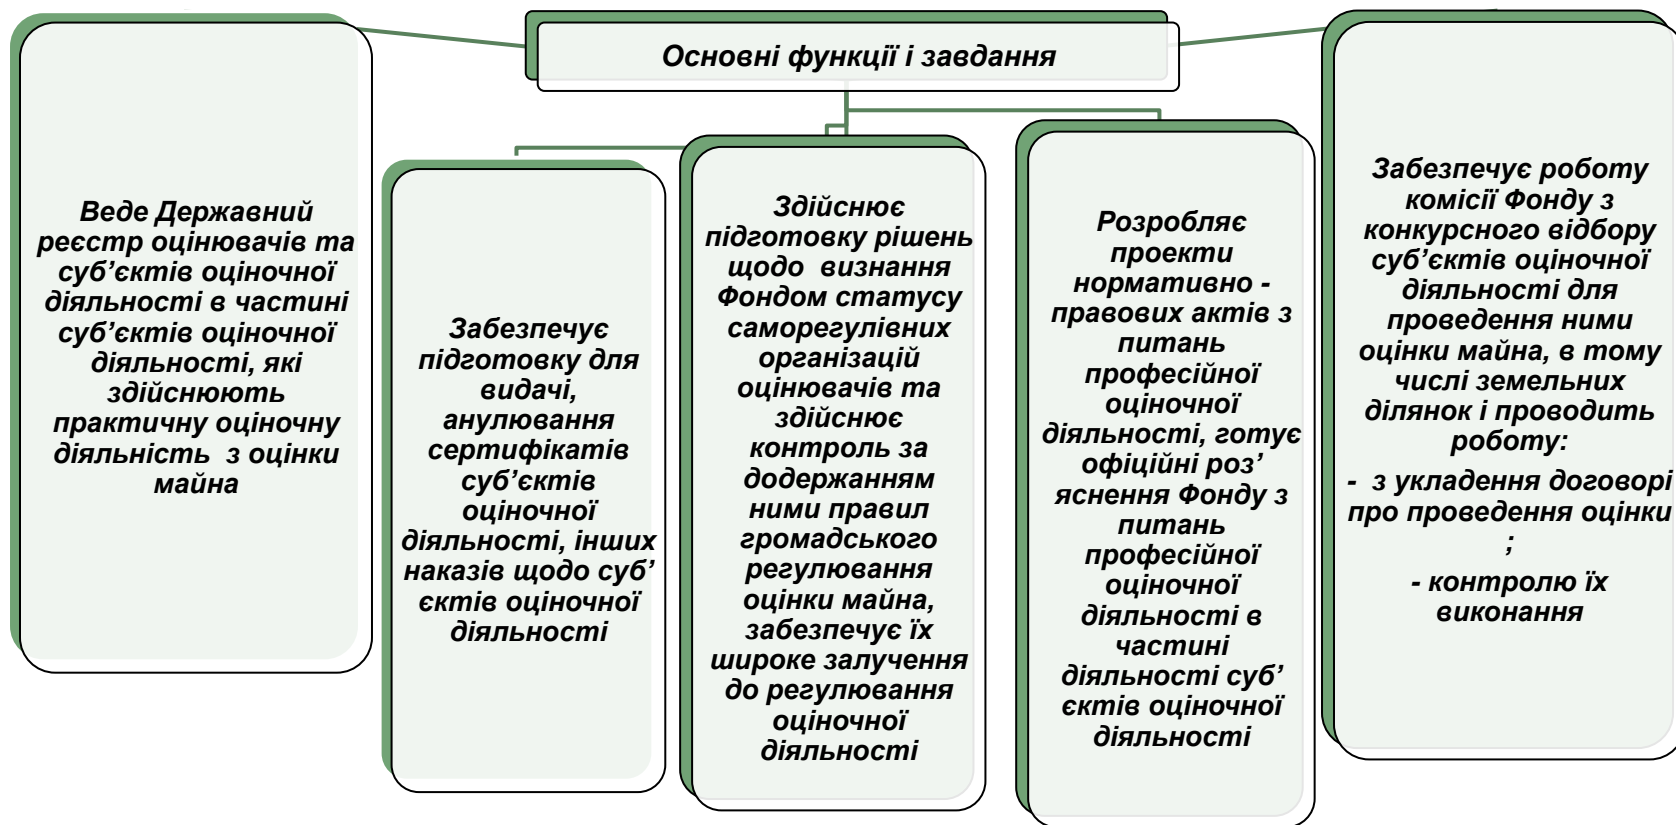 Основні функції і завдання
Веде Державний
реєстр оцінювачів та
суб’єктів оціночної
діяльності в частині
суб’єктів оціночної
діяльності, які
здійснюють
практичну оціночну
діяльність з оцінки
майна
Забезпечує
підготовку для
видачі,
анулювання
сертифікатів
суб’єктів
оціночної
діяльності, інших
наказів щодо суб’
єктів оціночної
діяльності
Здійснює
підготовку рішень
щодо визнання
Фондом статусу
саморегулівних
організацій
оцінювачів та
здійснює
контроль за
додержанням
ними правил
громадського
регулювання
оцінки майна,
забезпечує їх
широке залучення
до регулювання
оціночної
діяльності
Розробляє
проекти
нормативно -
правових актів з
питань
професійної
оціночної
діяльності, готує
офіційні роз’
яснення Фонду з
питань
професійної
оціночної
діяльності в
частині
діяльності суб’
єктів оціночної
діяльності
Забезпечує роботу
комісії Фонду з
конкурсного відбору
суб’єктів оціночної
діяльності для
проведення ними
оцінки майна, в тому
числі земельних
ділянок і проводить
роботу:
- з укладення договорі
про проведення оцінки
;
- контролю їх
виконання